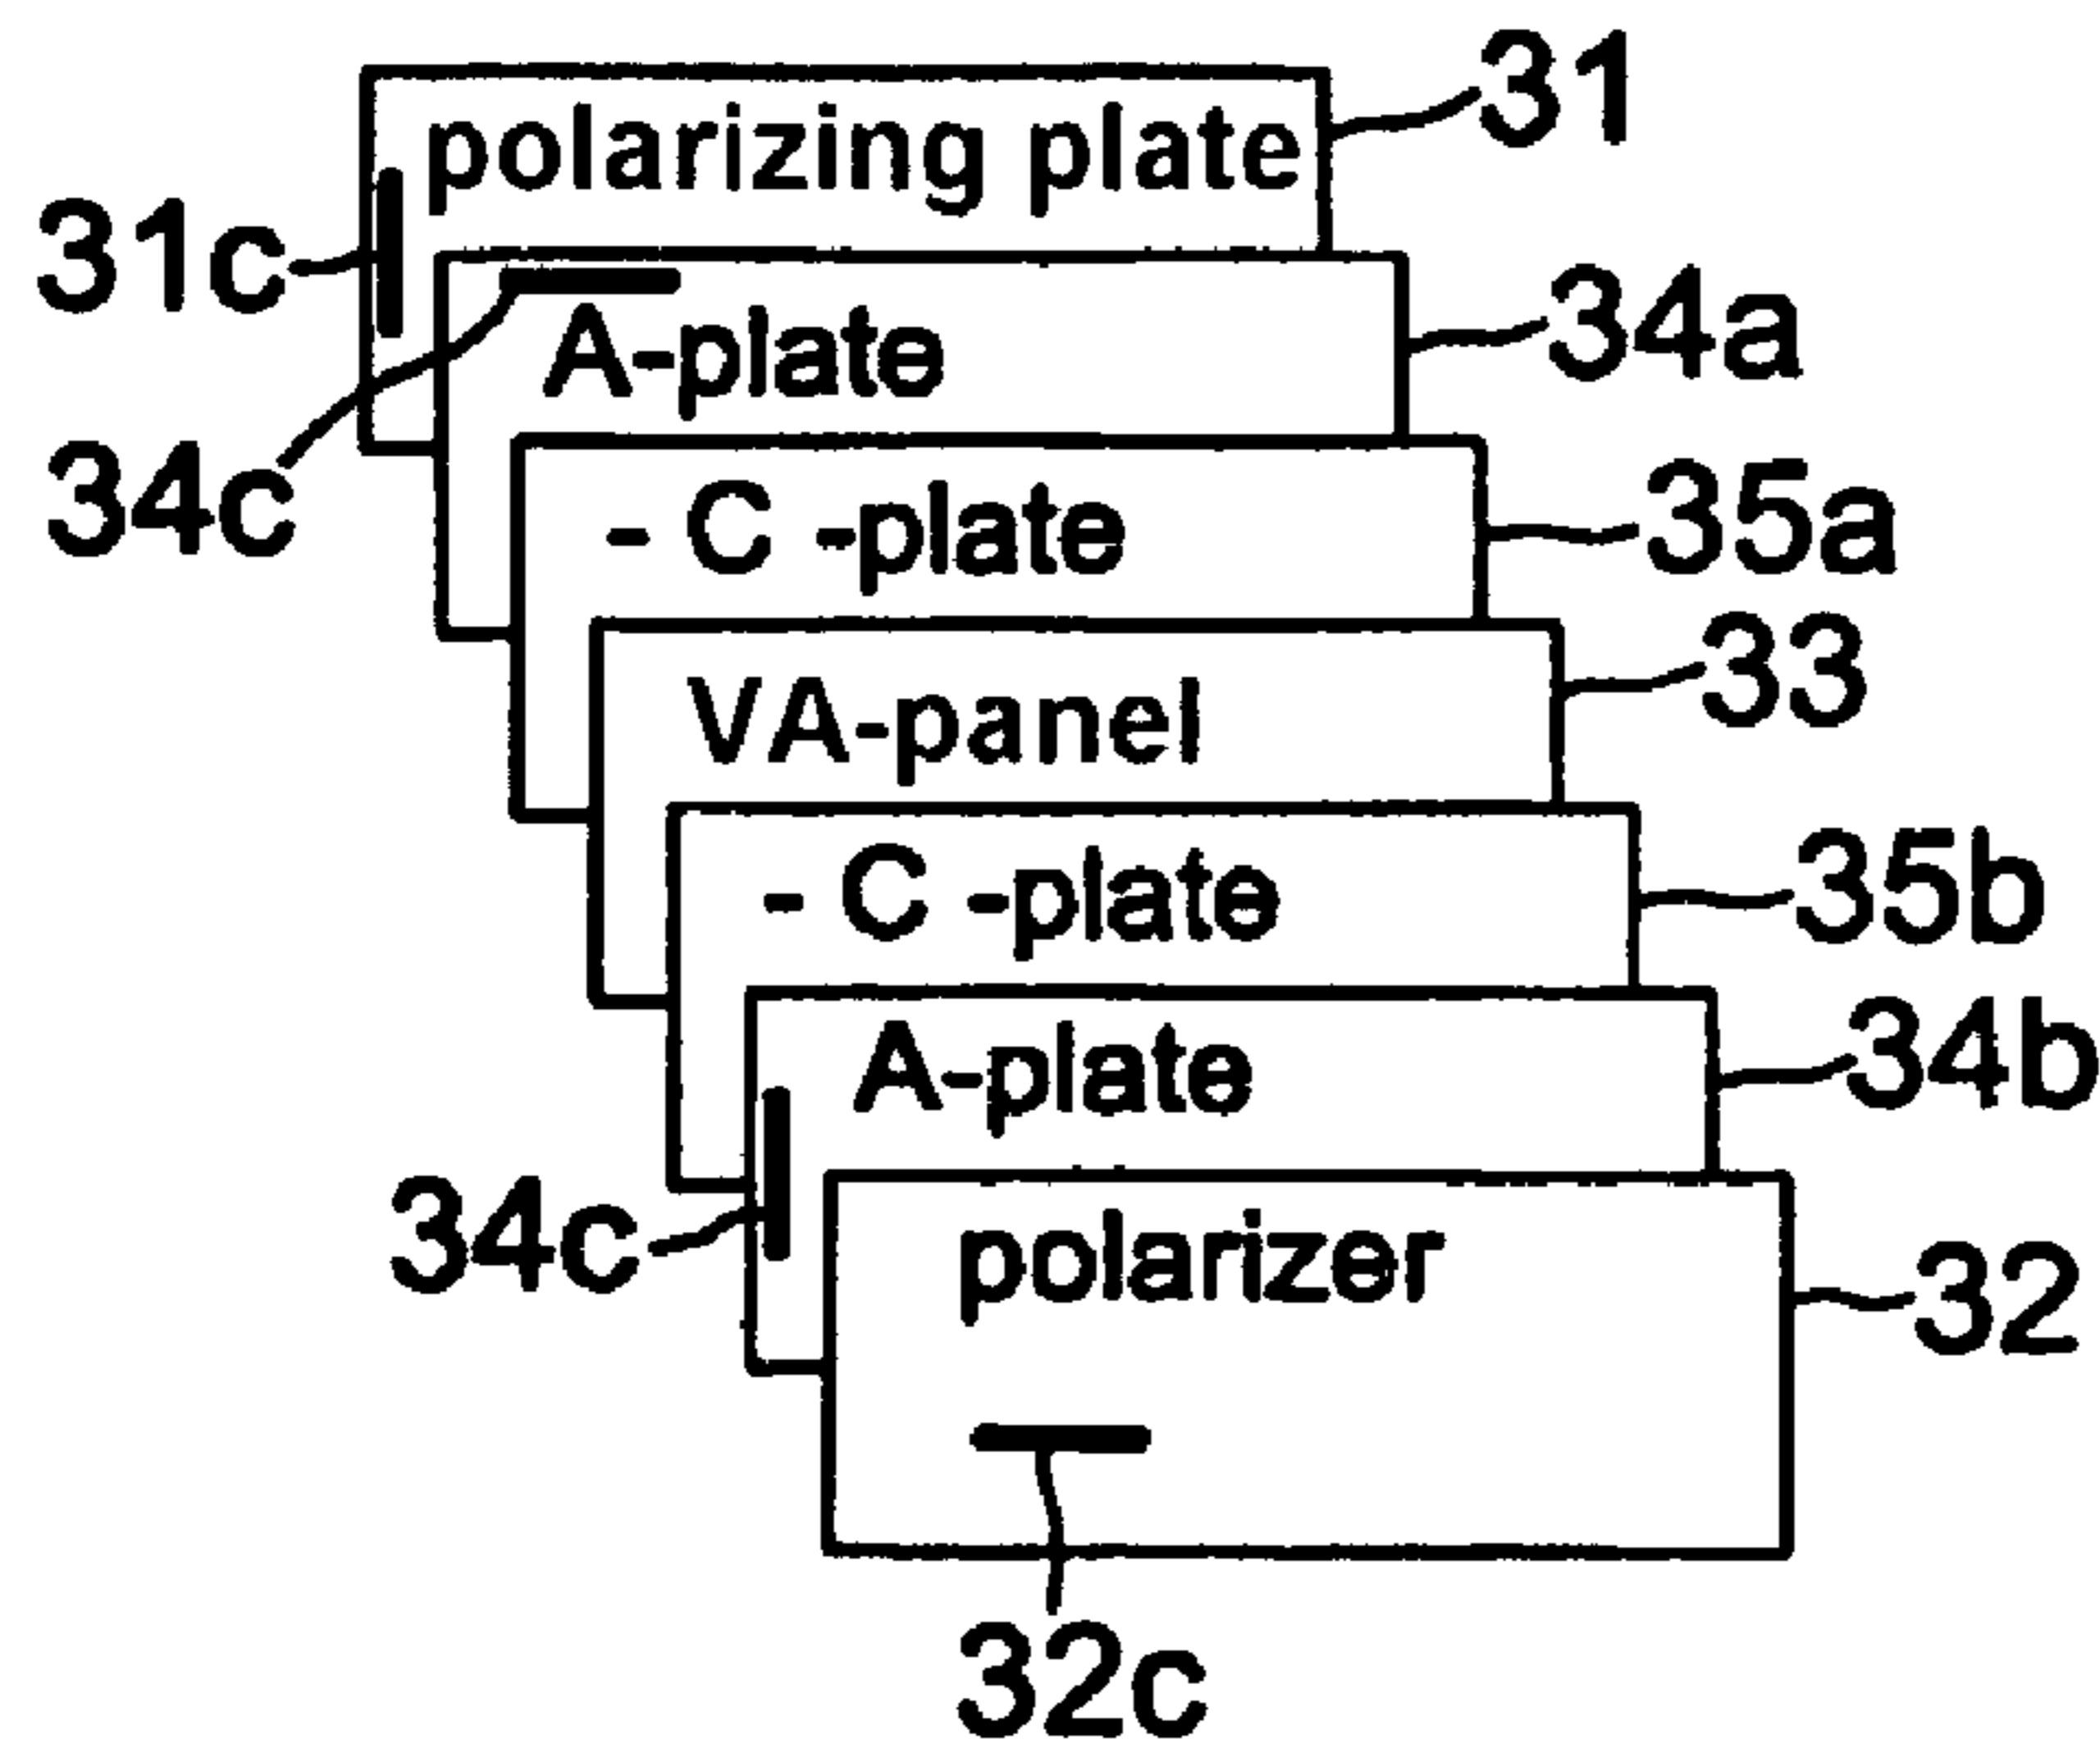 31
polarizing plate
31c
34a
A-plate
34c
35a
- C -plate
33
VA-panel
35b
- C -plate
34b
A-plate
34c
polarizer
32
32c